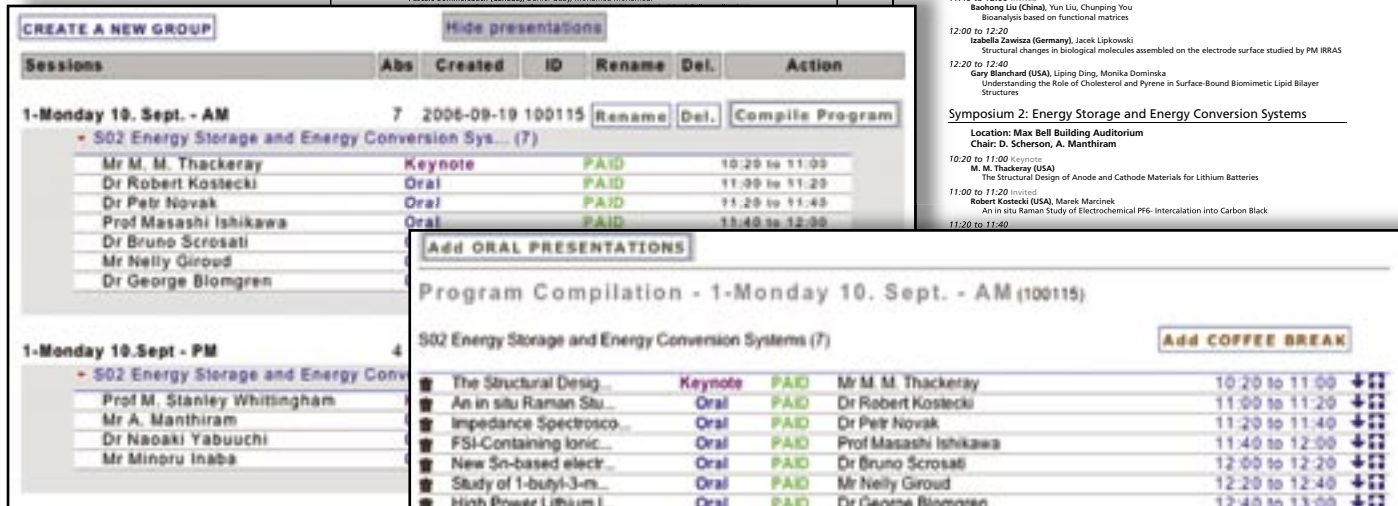 CREATE A NEW GROUP
Hide presentations
Sessions Abs Created ID Rename Del. Action
1-Monday 10. Sept. - AM 7 2006-09-19 100115 Rename Del. Compile Program
S02 Energy Storage and Energy Conversion Sys... (7)
Mr M. M. Thackeray Keynote PAID 10:20 to 11:00
Dr Robert Kostecki Oral PAID 11:00 to 11:20
Dr Petr Novak Oral PAID 11:20 to 11:40
Prof Masashi Ishikawa Oral PAID 11:40 to 12:00
Dr Bruno Scrosati
Mr Nelly Giroud
Dr George Blomgren
1-Monday 10.Sept - PM 4
S02 Energy Storage and Energy Conv
Prof M. Stanley Whittingham
Mr A. Manthiram
Dr Naoaki Yabuuchi
Mr Minoru Inaba
Add ORAL PRESENTATIONS
Program Compilation - 1-Monday 10. Sept. - AM (100115)
S02 Energy Storage and Energy Conversion Systems (7)
Add COFFEE BREAK
The Structural Desig... Keynote PAID Mr M. M. Thackeray 10:20 to 11:00
An in situ Raman Stu... Oral PAID Dr Robert Kostecki 11:00 to 11:20
Impedance Spectrosco... Oral PAID Dr Petr Novak 11:20 to 11:40
FSI-Containing Ionic... Oral PAID Prof Masashi Ishikawa 11:40 to 12:00
New Sn-based electr... Oral PAID Dr Bruno Scrosati 12:00 to 12:20
Study of 1-butyl-3-m... Oral PAID Mr Nelly Giroud 12:20 to 12:40
High Power Lithium I... Oral PAID Dr George Blomgren 12:40 to 13:00
Baohong Liu (China), Yun Liu, Chunping You
Bioanalysis based on functional matrices
12:00 to 12:20
Izabella Zawisza (Germany), Jacek Lipkowski
Structural changes in biological molecules assembled on the electrode surface studied by PM IRRAS
12:20 to 12:40
Gary Blanchard (USA), Liping Ding, Monika Dominska
Understanding the Role of Cholesterol and Pyrene in Surface-Bound Biomimetic Lipid Bilayer
Structures
Symposium 2: Energy Storage and Energy Conversion Systems
Location: Max Bell Building Auditorium
Chair: D. Scherson, A. Manthiram
10:20 to 11:00 Keynote
M. M. Thackeray (USA)
The Structural Design of Anode and Cathode Materials for Lithium Batteries
11:00 to 11:20 Invited
Robert Kostecki (USA), Marek Marcinek
An in situ Raman Study of Electrochemical PF6- Intercalation into Carbon Black
11:20 to 11:40